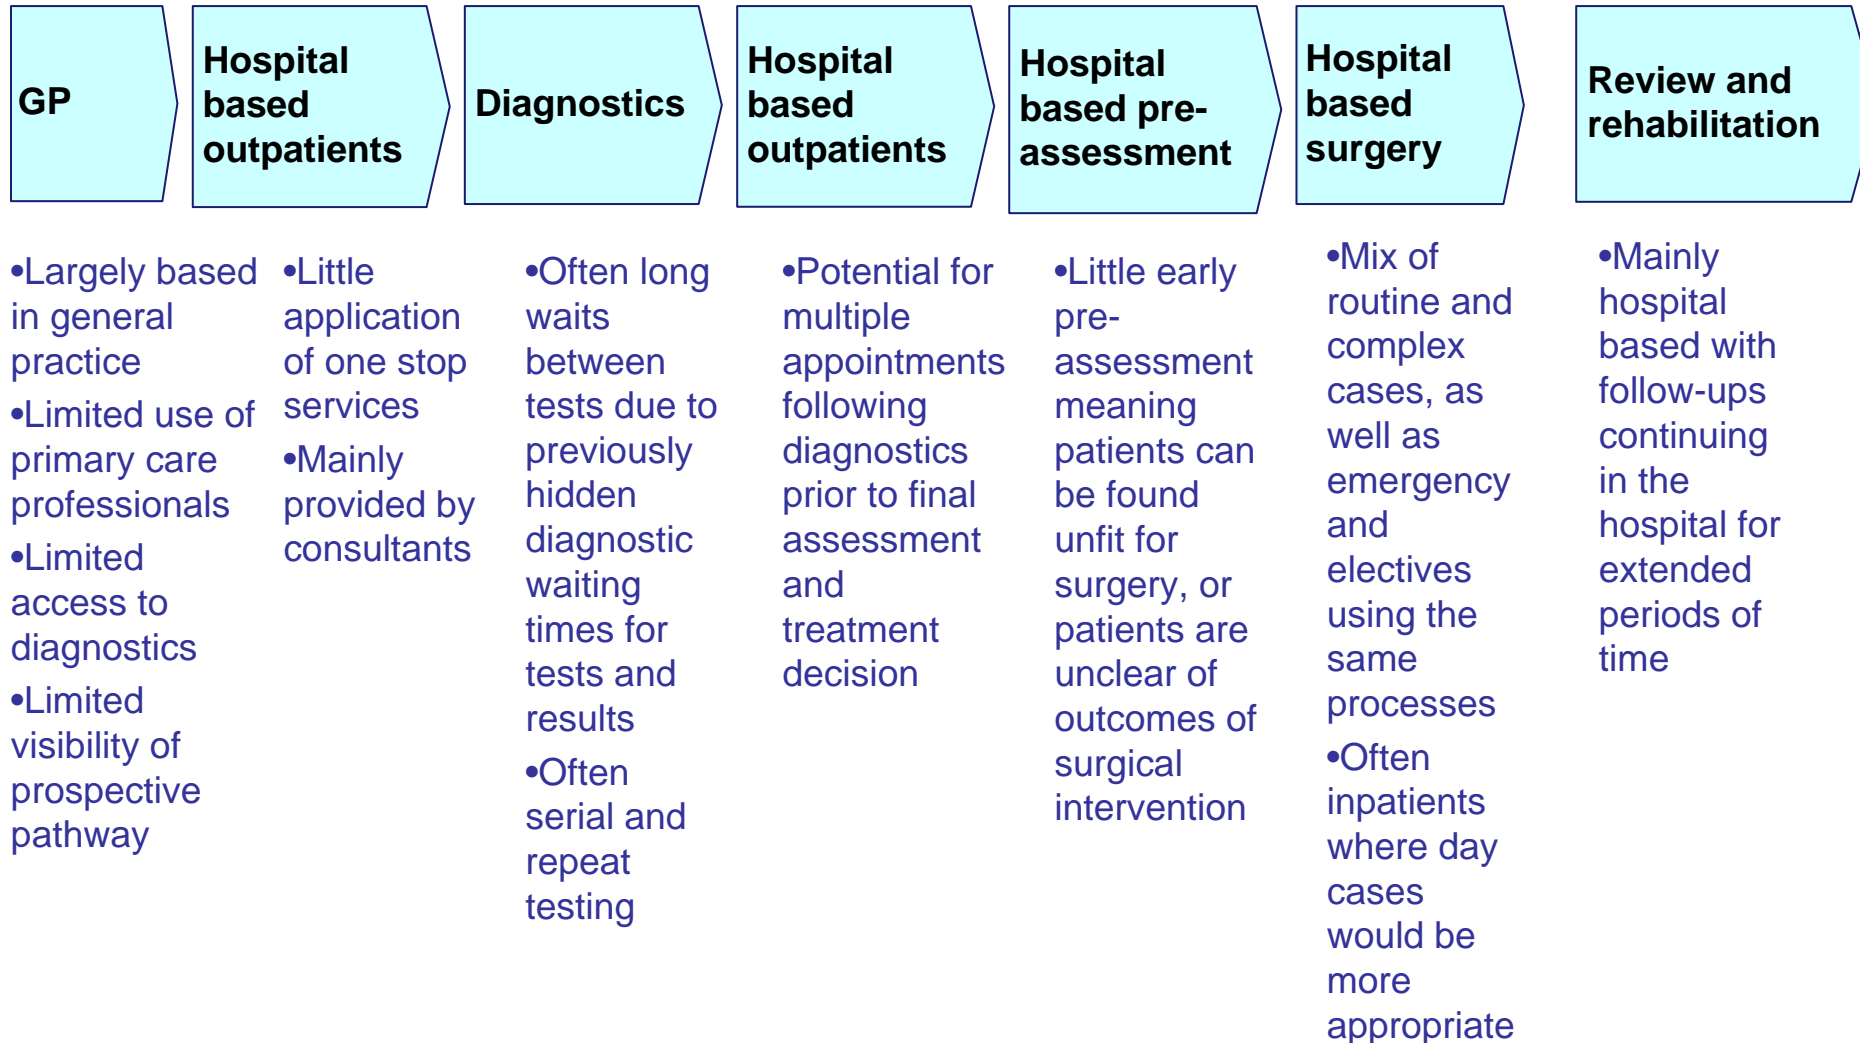 GP
Hospital
based
outpatients
Diagnostics
Hospital
based
outpatients
Hospital
based pre-
assessment
Hospital
based
surgery
Review and
rehabilitation
•Largely based
in general
practice
•Limited use of
primary care
professionals
•Limited
access to
diagnostics
•Limited
visibility of
prospective
pathway
•Little
application
of one stop
services
•Mainly
provided by
consultants
•Often long
waits
between
tests due to
previously
hidden
diagnostic
waiting
times for
tests and
results
•Often
serial and
repeat
testing
•Potential for
multiple
appointments
following
diagnostics
prior to final
assessment
and
treatment
decision
•Little early
pre-
assessment
meaning
patients can
be found
unfit for
surgery, or
patients are
unclear of
outcomes of
surgical
intervention
•Mix of
routine and
complex
cases, as
well as
emergency
and
electives
using the
same
processes
•Often
inpatients
where day
cases
would be
more
appropriate
•Mainly
hospital
based with
follow-ups
continuing
in the
hospital for
extended
periods of
time